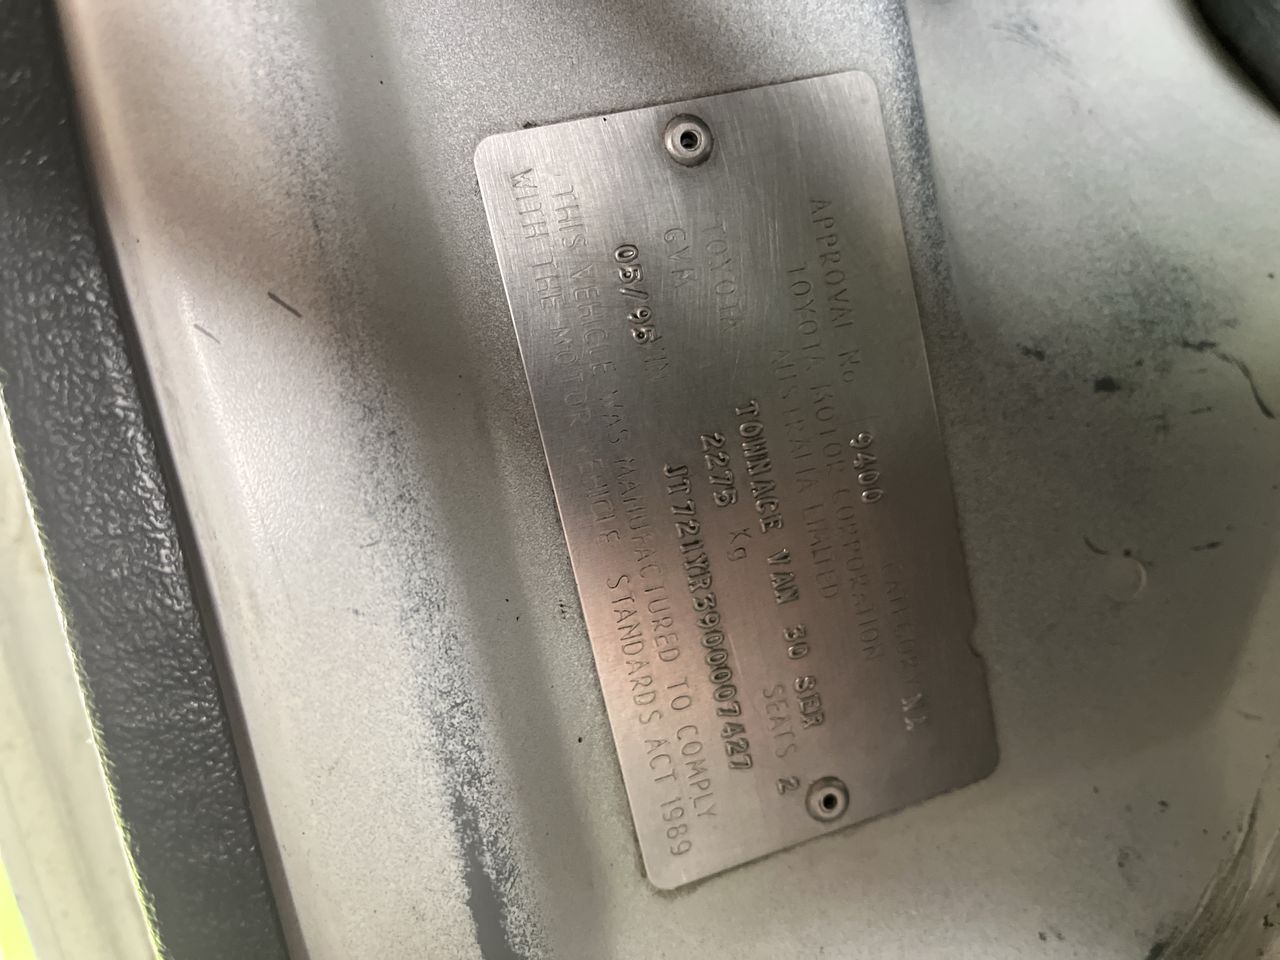 APPROVAL No 9400 CATEGORY NA
TOYOTA MOTOR CORPORATION
AUSTRALIA LIMITED
TOYOTA TOWNACE VAN 30 SER
GVM 2275 Kg SEATS 2
05/95 VIN JT721YR3900007427
THIS VEHICLE WAS MANUFACTURED TO COMPLY
WITH THE MOTOR VEHICLE STANDARDS ACT 1989